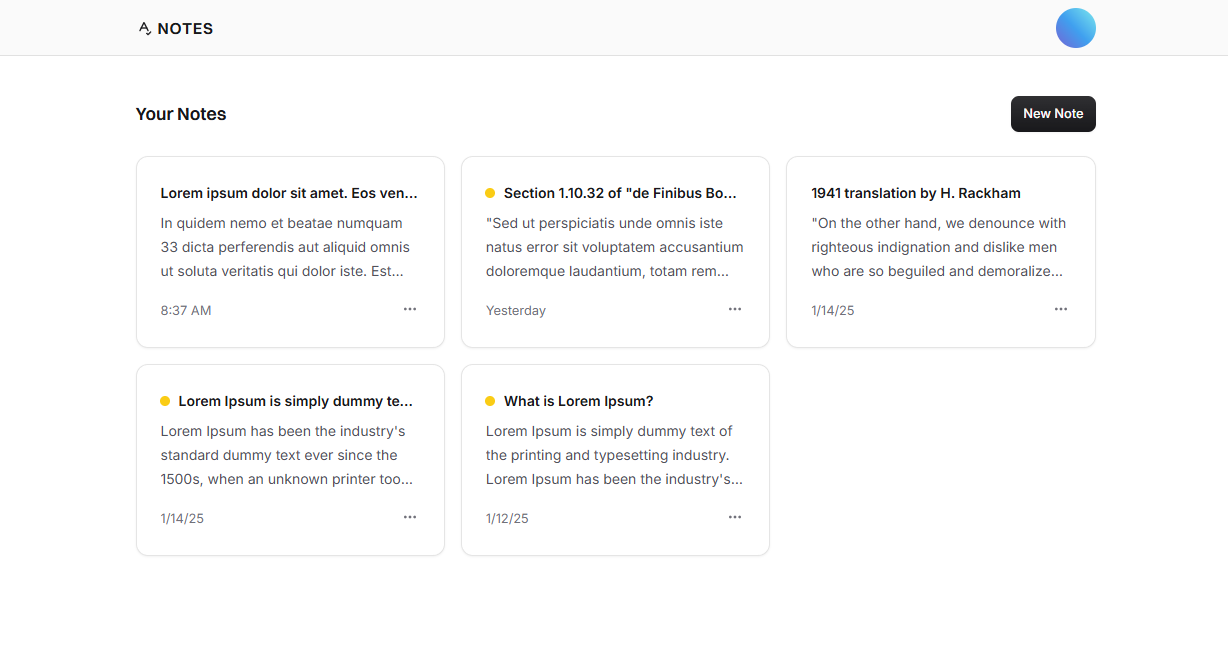 NOTES
Your Notes
New Note
Lorem ipsum dolor sit amet. Eos ven...
In quidem nemo et beatae numquam
33 dicta perferendis aut aliquid omnis
ut soluta veritatis qui dolor iste. Est...
8:37 AM
Section 1.10.32 of "de Finibus Bo...
"Sed ut perspiciatis unde omnis iste
natus error sit voluptatem accusantium
doloremque laudantium, totam rem...
Yesterday
1941 translation by H. Rackham
"On the other hand, we denounce with
righteous indignation and dislike men
who are so beguiled and demoralize...
1/14/25
Lorem Ipsum is simply dummy te...
Lorem Ipsum has been the industry's
standard dummy text ever since the
1500s, when an unknown printer too...
1/14/25
What is Lorem Ipsum?
Lorem Ipsum is simply dummy text of
the printing and typesetting industry.
Lorem Ipsum has been the industry's...
1/12/25